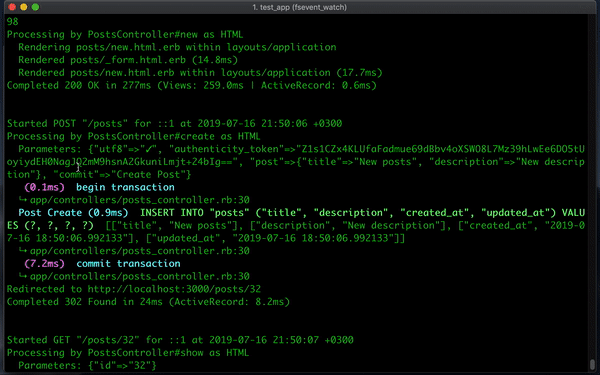 1. test_app (fsevent_watch)
98
Processing by PostsController#new as HTML
Rendering posts/new.html.erb within layouts/application
Rendered posts/_form.html.erb (14.8ms)
Rendered posts/new.html.erb within layouts/application (17.7ms)
Completed 200 OK in 277ms (Views: 259.0ms | ActiveRecord: 0.6ms)
Started POST "/posts" for ::1 at 2019-07-16 21:50:06 +0300
Processing by PostsController#create as HTML
Parameters: {"utf8"=>"✓", "authenticity_token"=>"Z1s1CZx4KLUfaFadmue69dBbv4oXSWO8L7Mz39hLwEe6DO5tU
"post"=>{"title"=>"New posts", "description"=>"New descrip
tion"}, "commit"=>"Create Post"}
(0.1ms) begin transaction
↳ app/controllers/posts_controller.rb:30
Post Create (0.9ms) INSERT INTO "posts" ("title", "description", "created_at", "updated_at") VALU
ES (?, ?, ?, ?) [["title", "New posts"], ["description", "New description"], ["created_at", "2019-0
7-16 18:50:06.992133"], ["updated_at", "2019-07-16 18:50:06.992133"]]
↳ app/controllers/posts_controller.rb:30
(7.2ms) commit transaction
↳ app/controllers/posts_controller.rb:30
Redirected to http://localhost:3000/posts/32
Completed 302 Found in 24ms (ActiveRecord: 8.2ms)
Started GET "/posts/32" for ::1 at 2019-07-16 21:50:07 +0300
Processing by PostsController#show as HTML
Parameters: {"id"=>"32"}